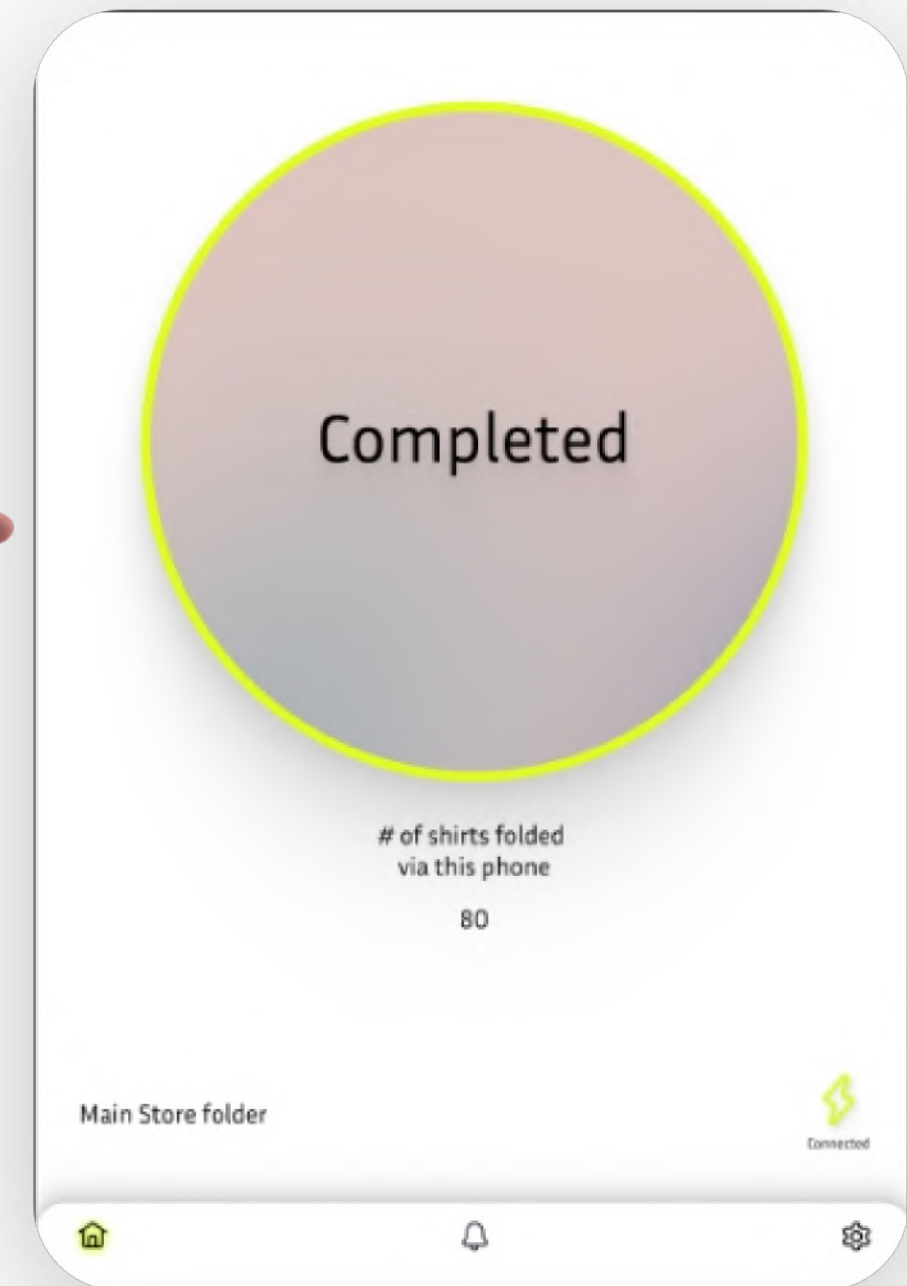 Completed
# of shirts folded
via this phone
80
Main Store folder
Connected